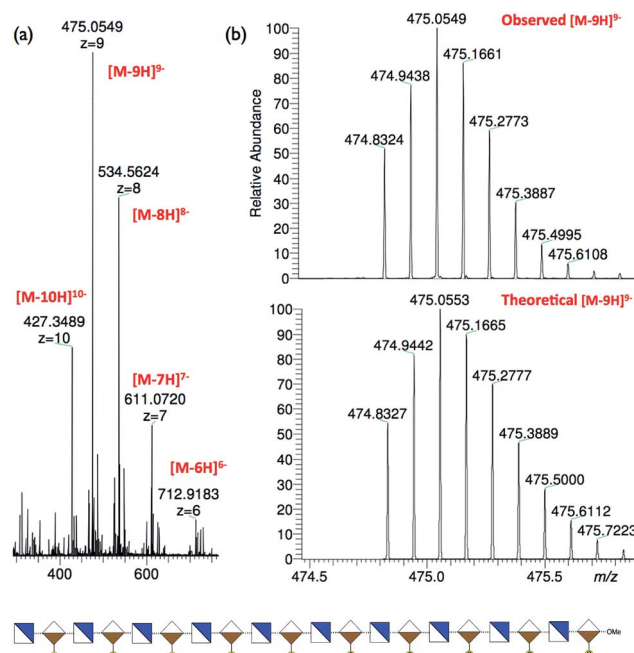 (a)
475.0549
z=9
[M-9H]9-
534.5624
z=8
[M-8H]8-
[M-10H]10-
427.3489
z=10
[M-7H]7-
611.0720
z=7
[M-6H]6-
712.9183
z=6
400
600
(b)
Observed [M-9H]9-
475.0549
475.1661
474.9438
474.8324
475.2773
475.3887
475.4995
475.6108
Relative Abundance
100
90
80
70
60
50
40
30
20
10
0
Theoretical [M-9H]9-
475.0553
475.1665
474.9442
475.2777
474.8327
475.3889
475.5000
475.6112
475.7223
100
90
80
70
60
50
40
30
20
10
0
474.5
475.0
475.5
m/z
OMe